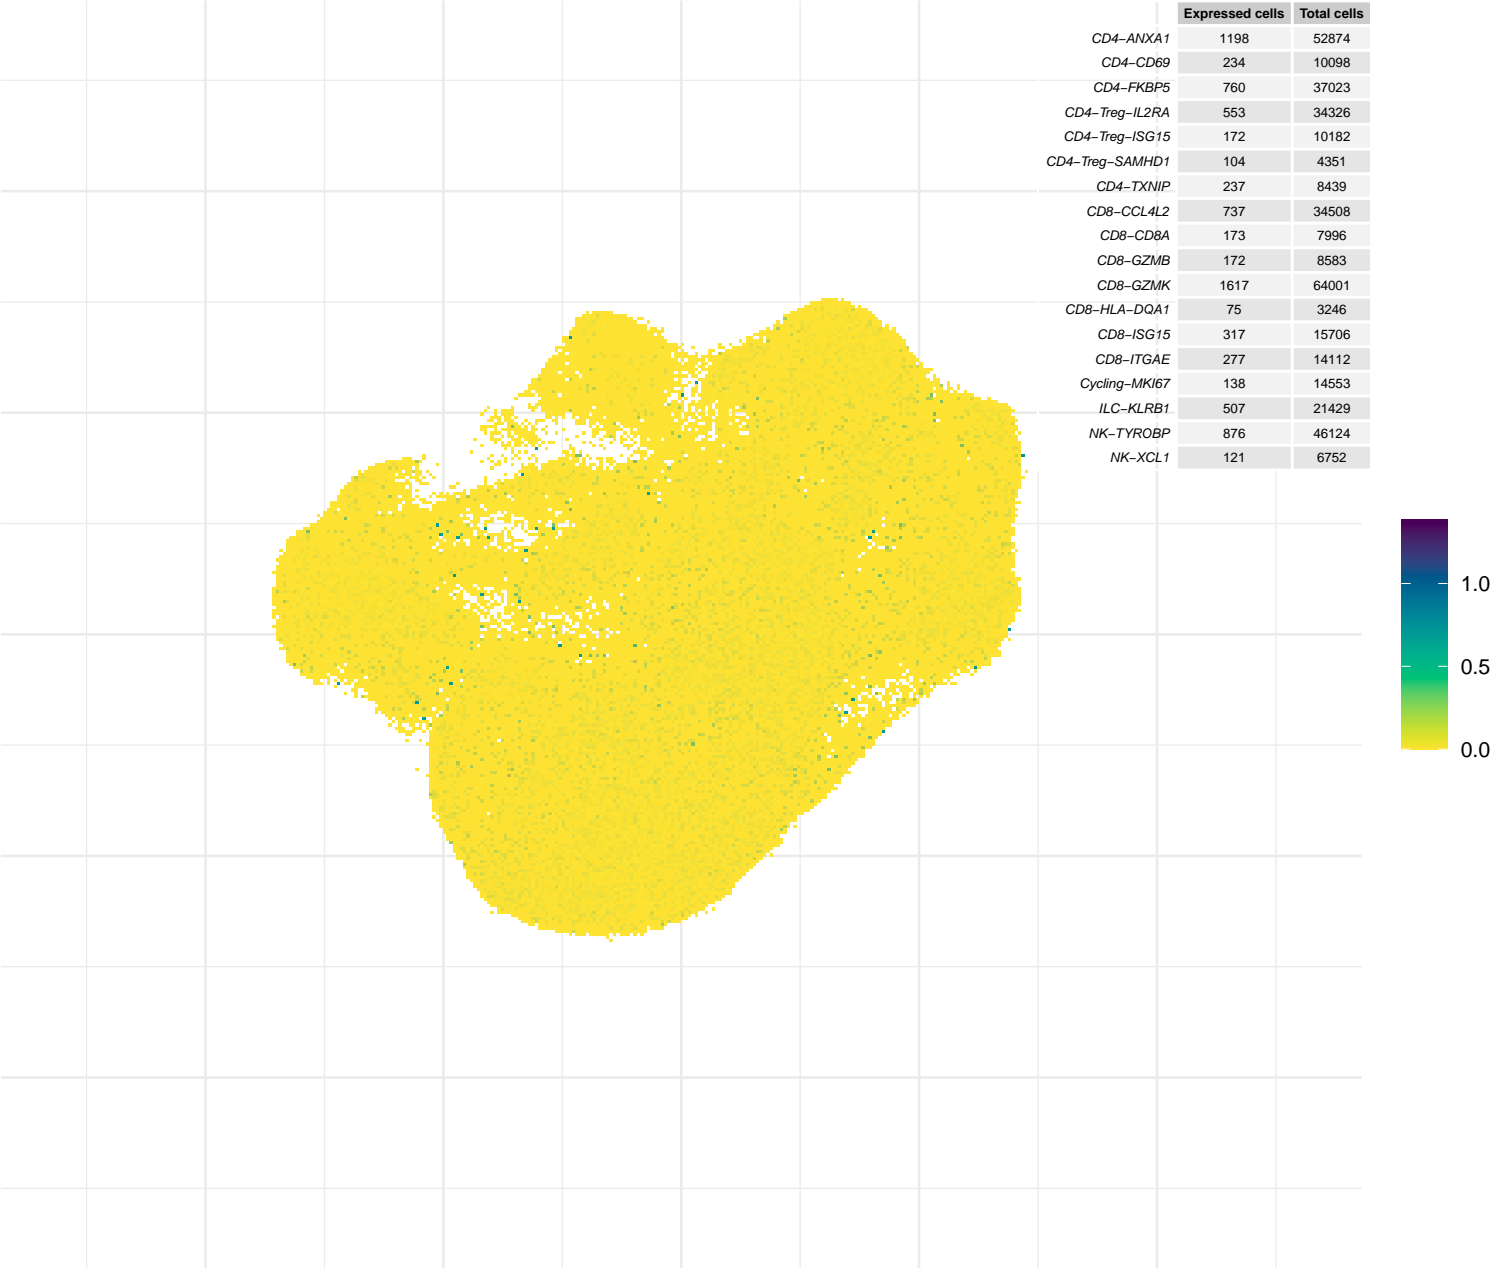 Expressed cells Total cells
CD4−ANXA1 1198 52874
CD4−CD69 234 10098
CD4−FKBP5 760 37023
CD4−Treg−IL2RA 553 34326
CD4−Treg−ISG15 172 10182
CD4−Treg−SAMHD1 104 4351
CD4−TXNIP 237 8439
CD8−CCL4L2 737 34508
CD8−CD8A 173 7996
CD8−GZMB 172 8583
CD8−GZMK 1617 64001
CD8−HLA−DQA1 75 3246
CD8−ISG15 317 15706
CD8−ITGAE 277 14112
Cycling−MKI67 138 14553
ILC−KLRB1 507 21429
NK−TYROBP 876 46124
NK−XCL1 121 6752
1.0
0.5
0.0